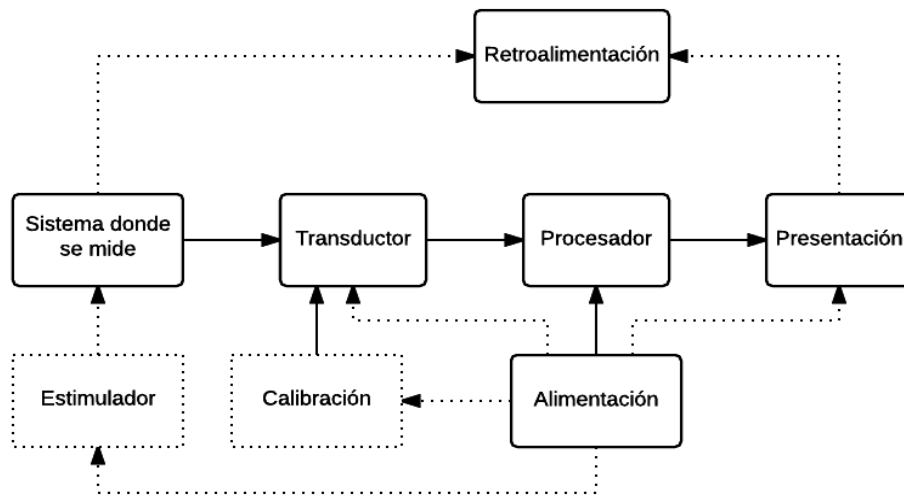 Retroalimentación
Sistema donde
se mide
Transductor
Procesador
Presentación
Estimulador
Calibración
Alimentación